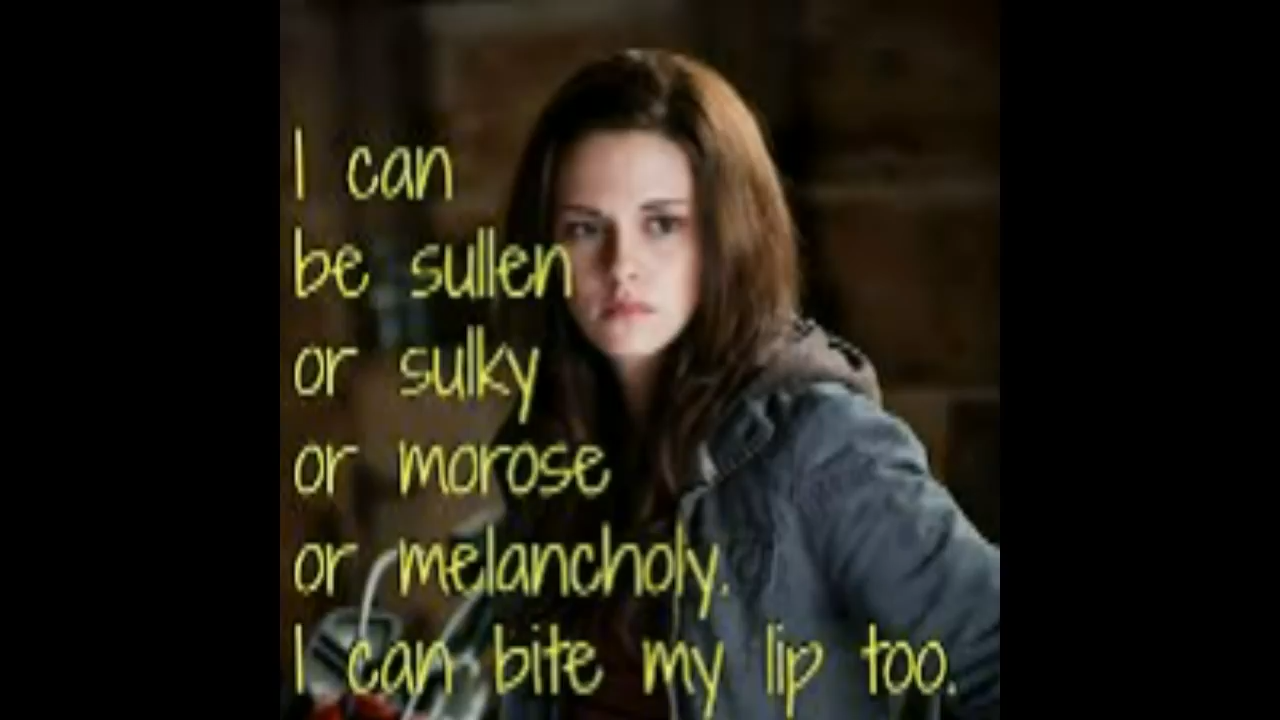 I can
be sullen
or sulky
or morose
or melancholy.
I can bite my lip too.